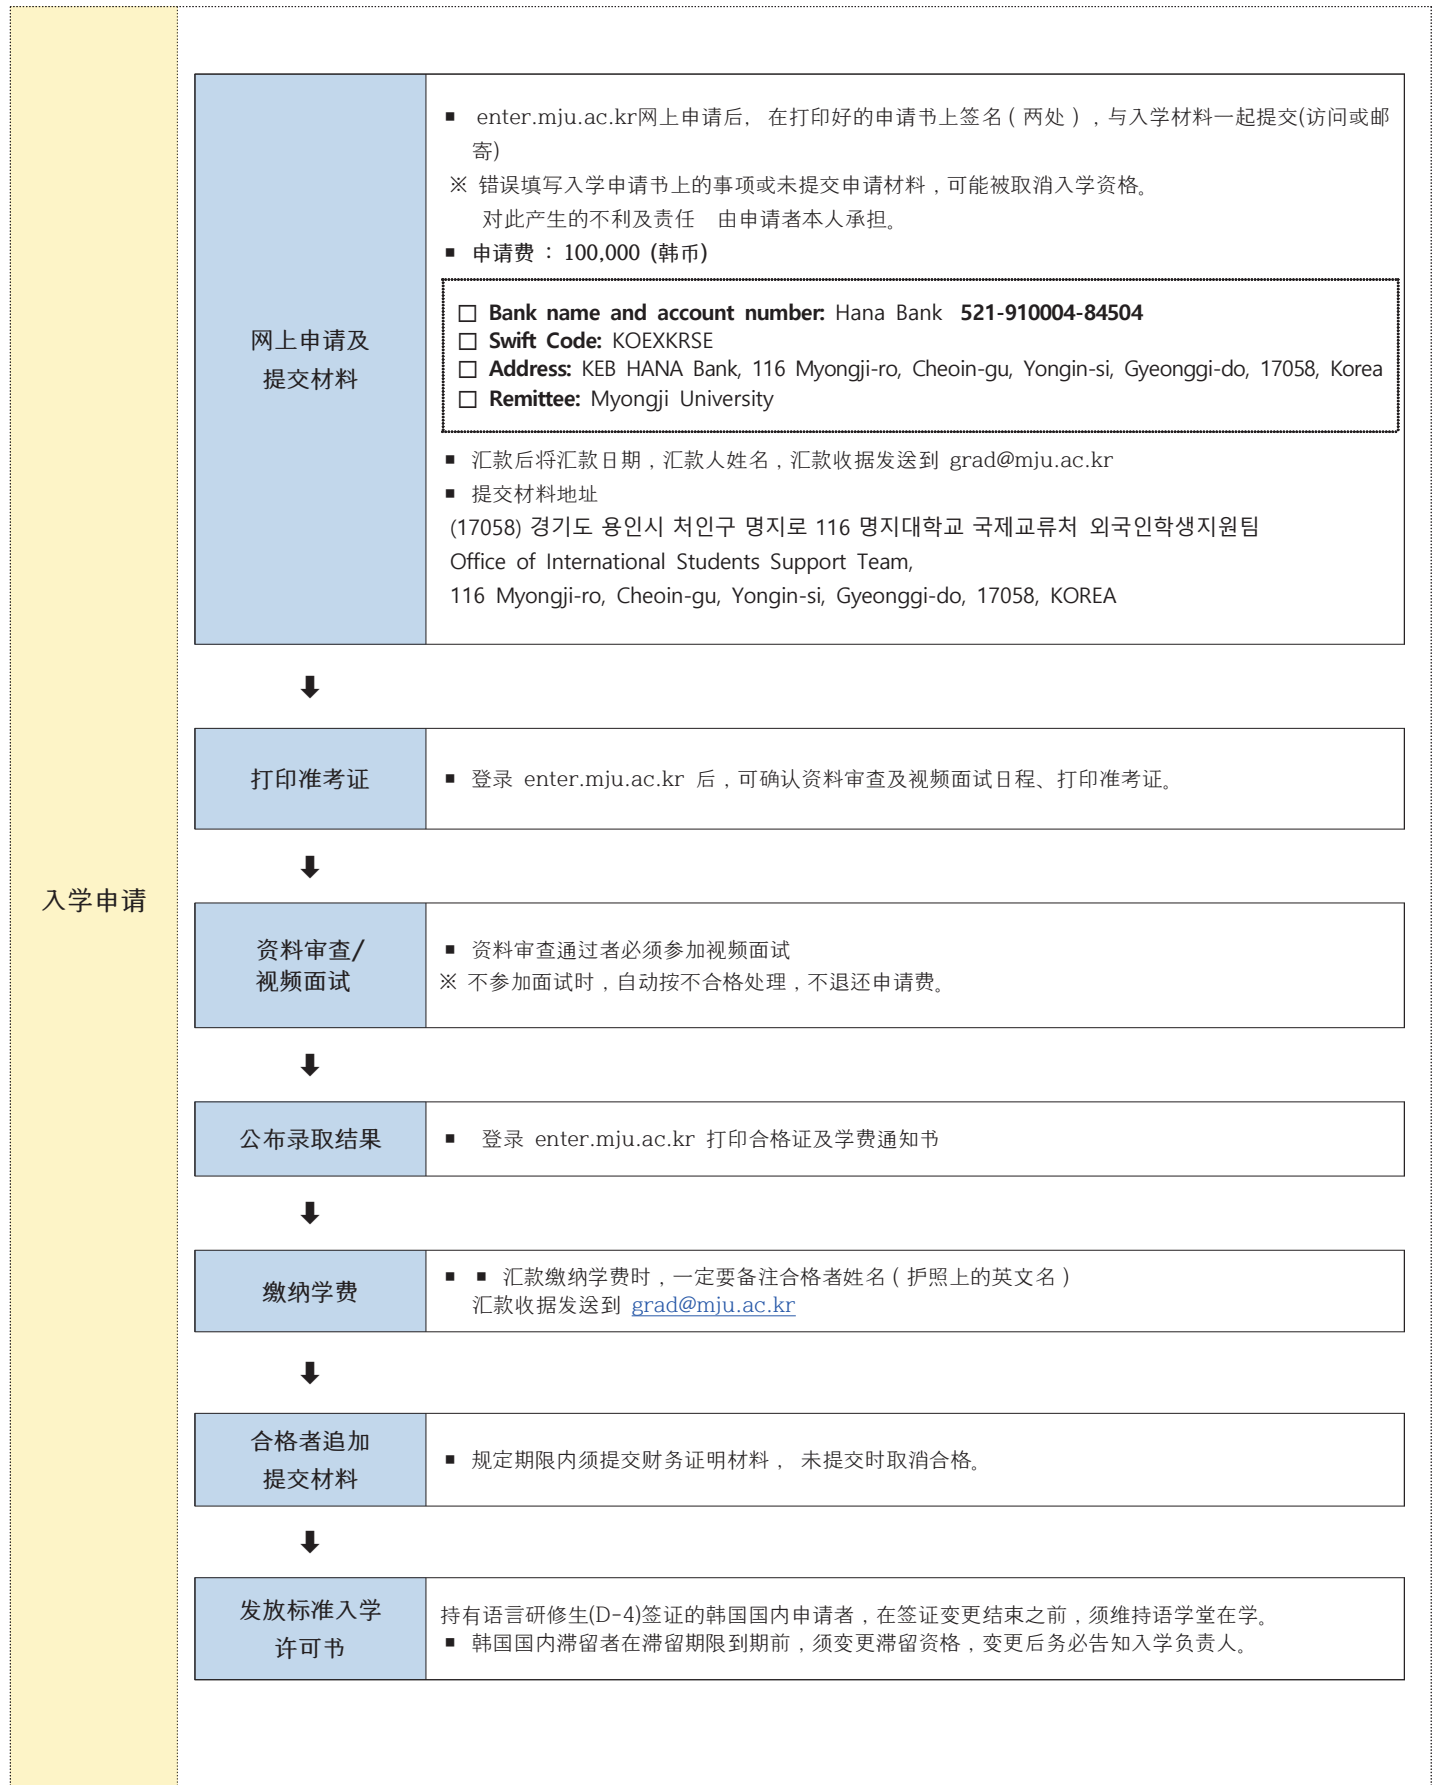 入学申请
网上申请及
提交材料
■ enter.mju.ac.kr网上申请后, 在打印好的申请书上签名(两处),与入学材料一起提交(访问或邮
寄)
※ 错误填写入学申请书上的事项或未提交申请材料,可能被取消入学资格。
对此产生的不利及责任 由申请者本人承担。
■ 申请费 : 100,000 (韩币)
□ Bank name and account number: Hana Bank 521-910004-84504
□ Swift Code: KOEXKRSE
□ Address: KEB HANA Bank, 116 Myongji-ro, Cheoin-gu, Yongin-si, Gyeonggi-do, 17058, Korea
□ Remittee: Myongji University
■ 汇款后将汇款日期,汇款人姓名,汇款收据发送到 grad@mju.ac.kr
■ 提交材料地址
(17058) 경기도 용인시 처인구 명지로 116 명지대학교 국제교류처 외국인학생지원팀
Office of International Students Support Team,
116 Myongji-ro, Cheoin-gu, Yongin-si, Gyeonggi-do, 17058, KOREA
打印准考证
■ 登录 enter.mju.ac.kr 后,可确认资料审查及视频面试日程、打印准考证。
资料审查/
视频面试
■ 资料审查通过者必须参加视频面试
※ 不参加面试时,自动按不合格处理,不退还申请费。
公布录取结果
■ 登录 enter.mju.ac.kr 打印合格证及学费通知书
缴纳学费
■ ■ 汇款缴纳学费时,一定要备注合格者姓名(护照上的英文名)
汇款收据发送到 grad@mju.ac.kr
合格者追加
提交材料
■ 规定期限内须提交财务证明材料, 未提交时取消合格。
发放标准入学
许可书
持有语言研修生(D-4)签证的韩国国内申请者,在签证变更结束之前,须维持语学堂在学。
■ 韩国国内滞留者在滞留期限到期前,须变更滞留资格,变更后务必告知入学负责人。